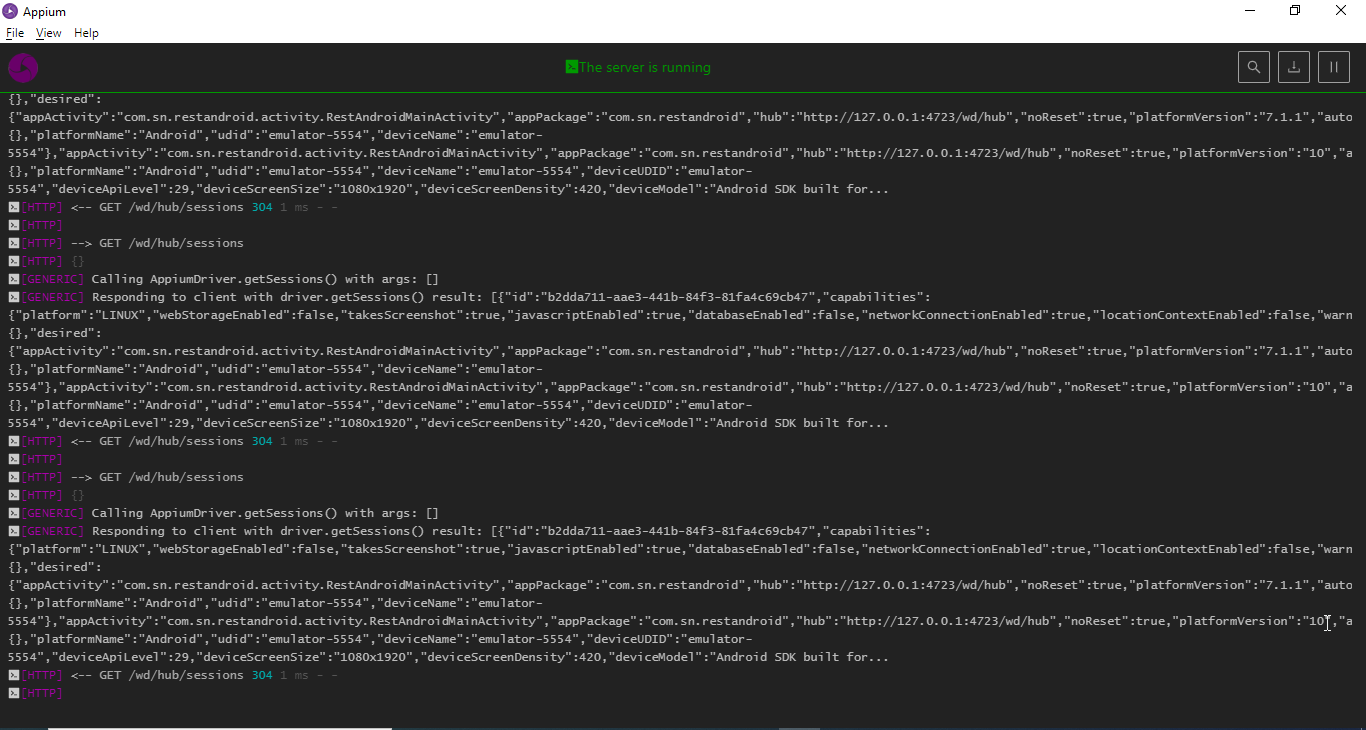 Appium
File View Help
The server is running
{},"desired":
{"appActivity":"com.sn.restandroid.activity.RestAndroidMainActivity","appPackage":"com.sn.restandroid","hub":"http://127.0.0.1:4723/wd/hub","noReset":true,"platformVersion":"7.1.1","auto
{},"platformName":"Android","udid":"emulator-5554","deviceName":"emulator-
5554"},"appActivity":"com.sn.restandroid.activity.RestAndroidMainActivity","appPackage":"com.sn.restandroid","hub":"http://127.0.0.1:4723/wd/hub","noReset":true,"platformVersion":"10","a
{},"platformName":"Android","udid":"emulator-5554","deviceName":"emulator-5554","deviceUDID":"emulator-
5554","deviceApiLevel":29,"deviceScreenSize":"1080x1920","deviceScreenDensity":420,"deviceModel":"Android SDK built for...
[HTTP] <-- GET /wd/hub/sessions 304 1 ms - -
[HTTP]
[HTTP] --> GET /wd/hub/sessions
[HTTP] {}
[GENERIC] Calling AppiumDriver.getSessions() with args: []
[GENERIC] Responding to client with driver.getSessions() result: [{"id":"b2dda711-aae3-441b-84f3-81fa4c69cb47","capabilities":
{"platform":"LINUX","webStorageEnabled":false,"takesScreenshot":true,"javascriptEnabled":true,"databaseEnabled":false,"networkConnectionEnabled":true,"locationContextEnabled":false,"warn
{},"desired":
{"appActivity":"com.sn.restandroid.activity.RestAndroidMainActivity","appPackage":"com.sn.restandroid","hub":"http://127.0.0.1:4723/wd/hub","noReset":true,"platformVersion":"7.1.1","auto
{},"platformName":"Android","udid":"emulator-5554","deviceName":"emulator-
5554"},"appActivity":"com.sn.restandroid.activity.RestAndroidMainActivity","appPackage":"com.sn.restandroid","hub":"http://127.0.0.1:4723/wd/hub","noReset":true,"platformVersion":"10","a
{},"platformName":"Android","udid":"emulator-5554","deviceName":"emulator-5554","deviceUDID":"emulator-
5554","deviceApiLevel":29,"deviceScreenSize":"1080x1920","deviceScreenDensity":420,"deviceModel":"Android SDK built for...
[HTTP] <-- GET /wd/hub/sessions 304 1 ms - -
[HTTP]
[HTTP] --> GET /wd/hub/sessions
[HTTP] {}
[GENERIC] Calling AppiumDriver.getSessions() with args: []
[GENERIC] Responding to client with driver.getSessions() result: [{"id":"b2dda711-aae3-441b-84f3-81fa4c69cb47","capabilities":
{"platform":"LINUX","webStorageEnabled":false,"takesScreenshot":true,"javascriptEnabled":true,"databaseEnabled":false,"networkConnectionEnabled":true,"locationContextEnabled":false,"warn
{},"desired":
{"appActivity":"com.sn.restandroid.activity.RestAndroidMainActivity","appPackage":"com.sn.restandroid","hub":"http://127.0.0.1:4723/wd/hub","noReset":true,"platformVersion":"7.1.1","auto
{},"platformName":"Android","udid":"emulator-5554","deviceName":"emulator-
5554"},"appActivity":"com.sn.restandroid.activity.RestAndroidMainActivity","appPackage":"com.sn.restandroid","hub":"http://127.0.0.1:4723/wd/hub","noReset":true,"platformVersion":"10","a
{},"platformName":"Android","udid":"emulator-5554","deviceName":"emulator-5554","deviceUDID":"emulator-
5554","deviceApiLevel":29,"deviceScreenSize":"1080x1920","deviceScreenDensity":420,"deviceModel":"Android SDK built for...
[HTTP] <-- GET /wd/hub/sessions 304 1 ms - -
[HTTP]